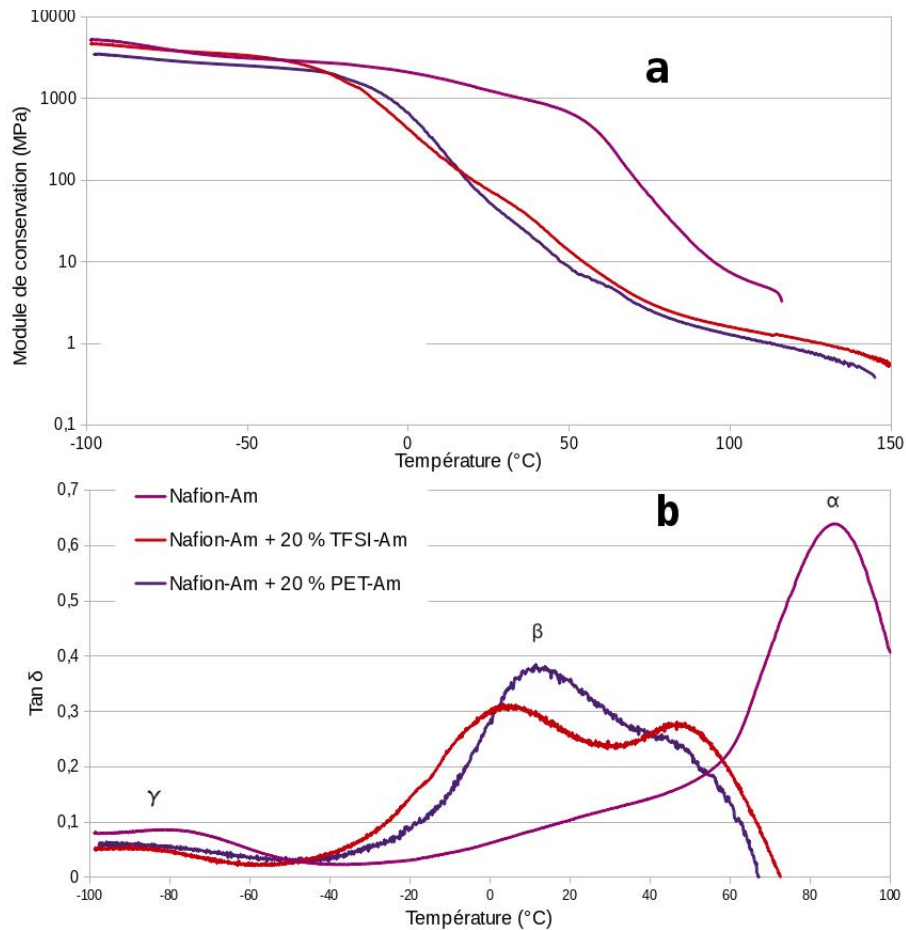 10000
1000
100
10
1
0,1
Module de conservation (MPa)
a
-100
-50
0
50
100
150
Température (°C)
0,7
0,6
0,5
0,4
0,3
0,2
0,1
0
Tan δ
Nafion-Am
Nafion-Am + 20 % TFSI-Am
Nafion-Am + 20 % PET-Am
b
α
β
γ
-100
-80
-60
-40
-20
0
20
40
60
80
100
Température (°C)